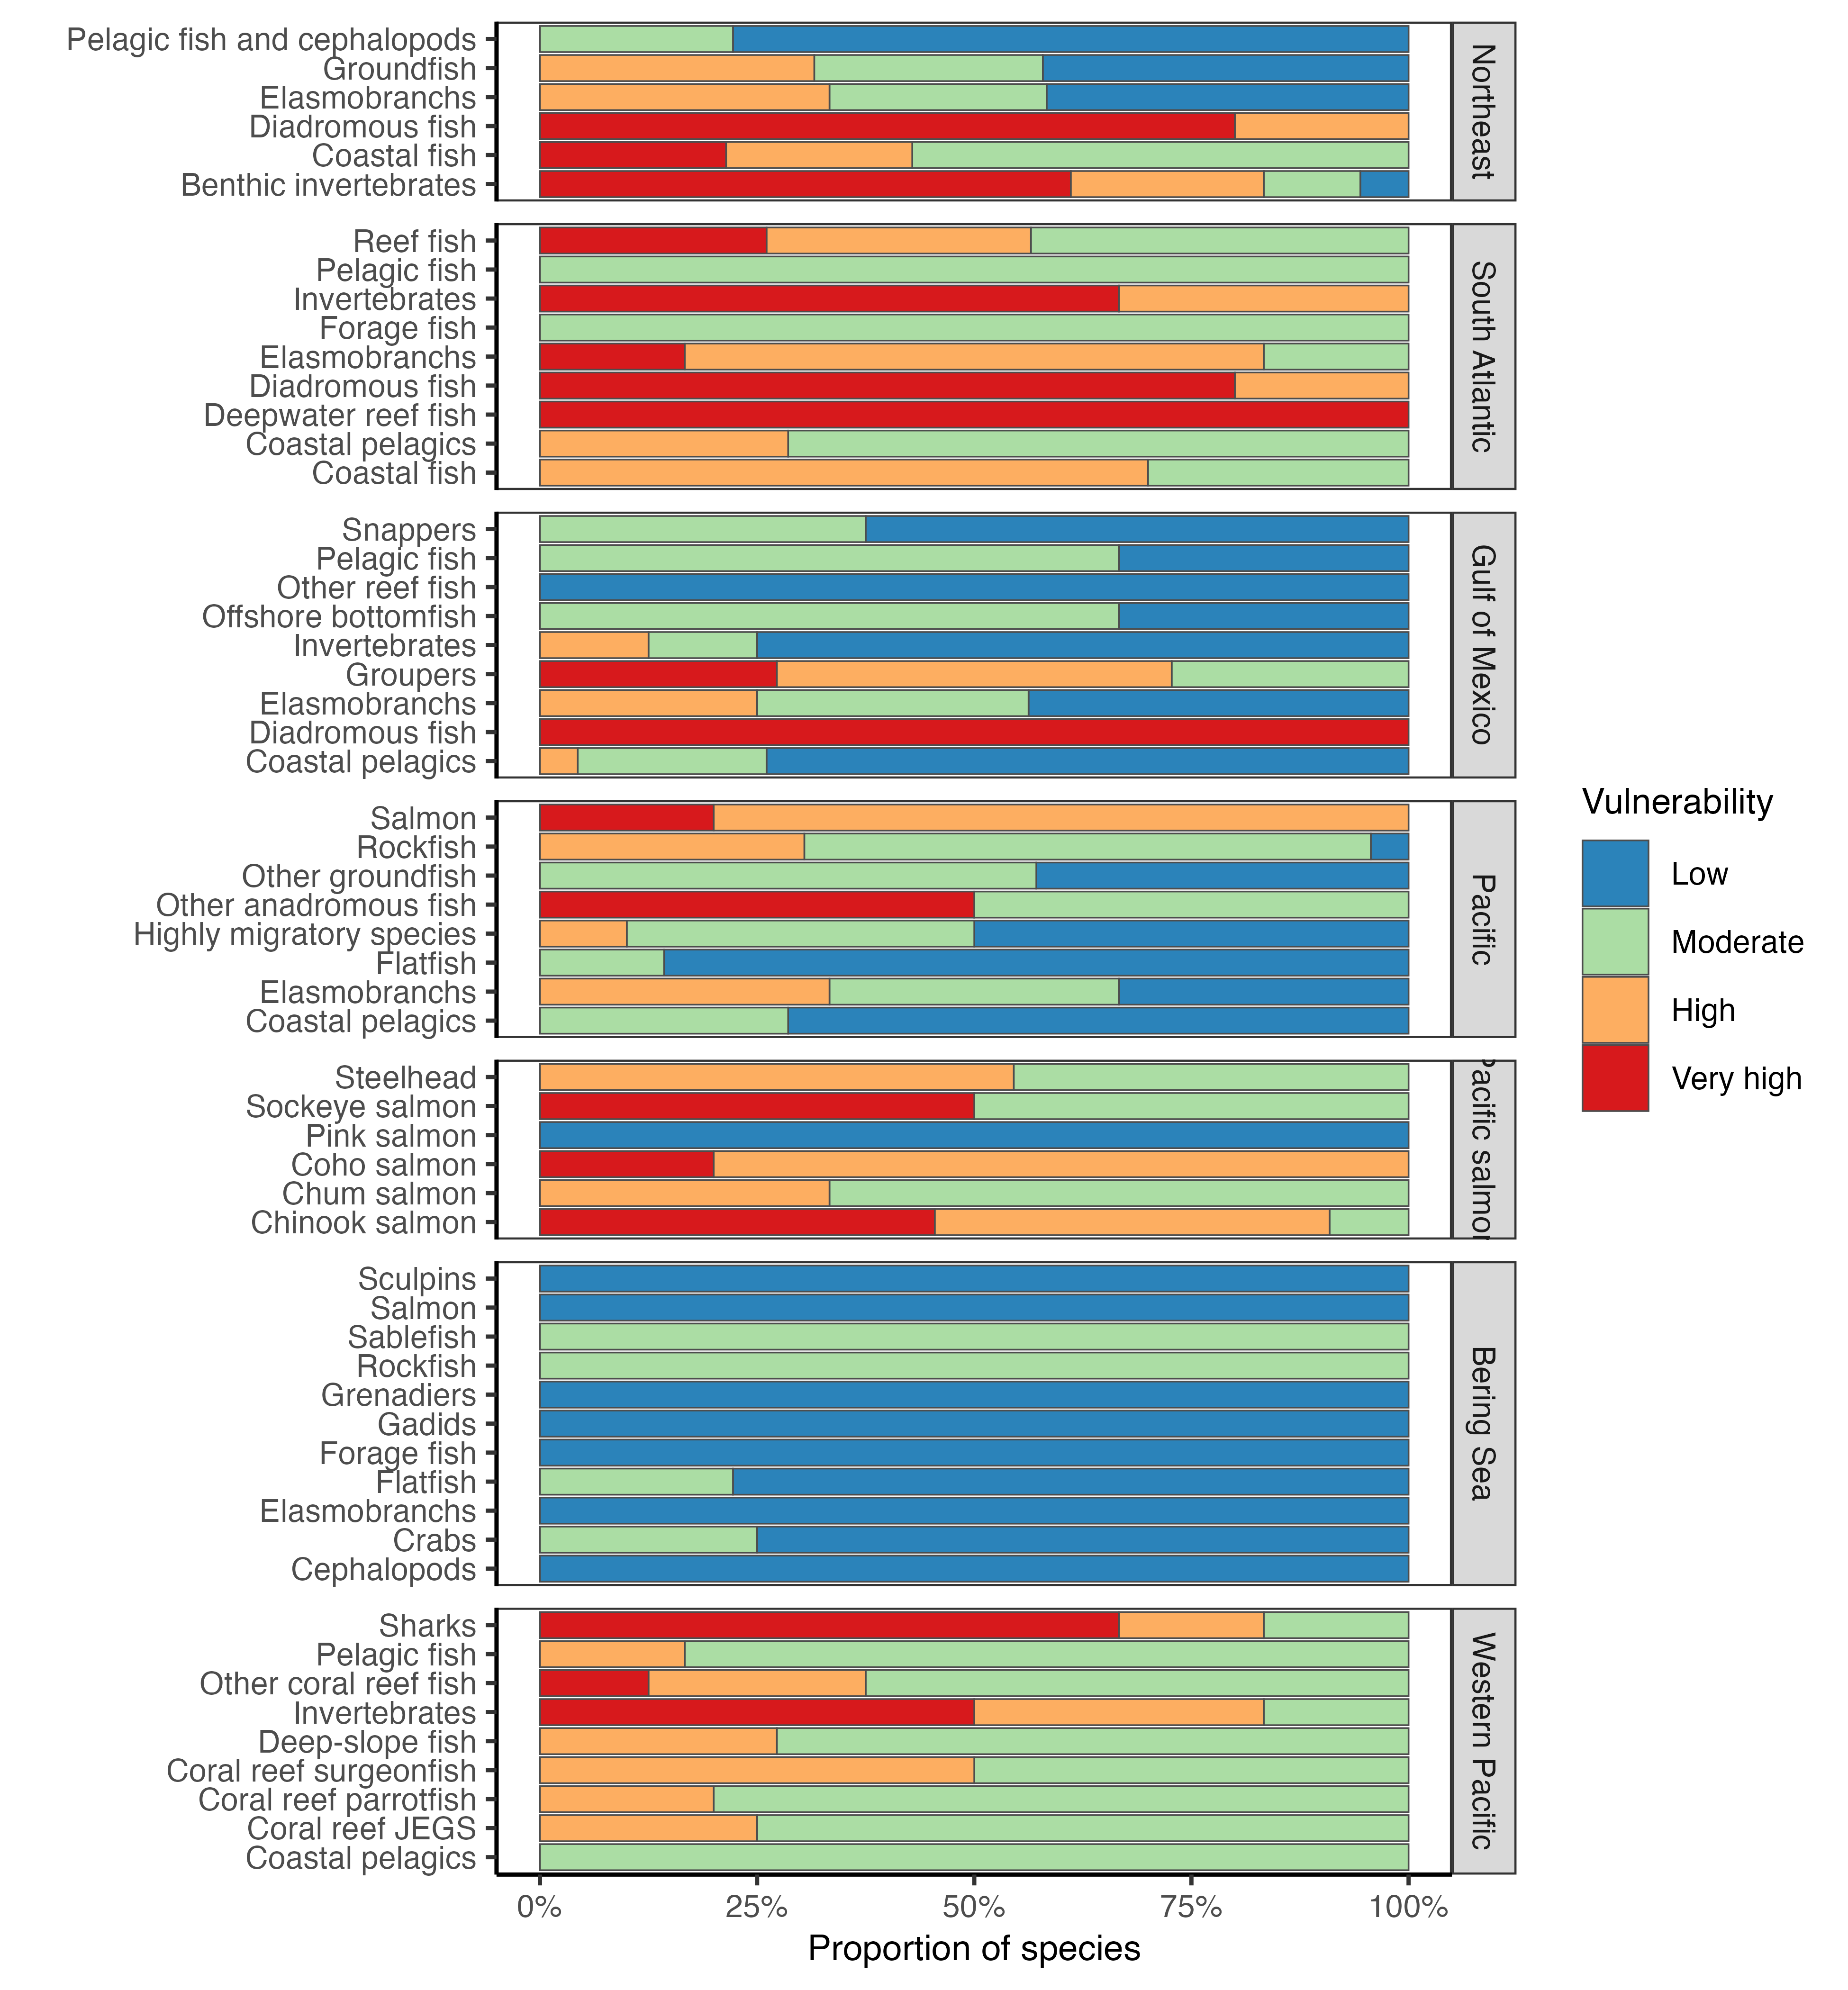 Pelagic fish and cephalopods
Groundfish
Elasmobranchs
Diadromous fish
Coastal fish
Benthic invertebrates
Northeast
Reef fish
Pelagic fish
Invertebrates
Forage fish
Elasmobranchs
Diadromous fish
Deepwater reef fish
Coastal pelagics
Coastal fish
South Atlantic
Snappers
Pelagic fish
Other reef fish
Offshore bottomfish
Invertebrates
Groupers
Elasmobranchs
Diadromous fish
Coastal pelagics
Gulf of Mexico
Salmon
Rockfish
Other groundfish
Other anadromous fish
Highly migratory species
Flatfish
Elasmobranchs
Coastal pelagics
Pacific
Steelhead
Sockeye salmon
Pink salmon
Coho salmon
Chum salmon
Chinook salmon
Pacific salmon
Sculpins
Salmon
Sablefish
Rockfish
Grenadiers
Gadids
Forage fish
Flatfish
Elasmobranchs
Crabs
Cephalopods
Bering Sea
Sharks
Pelagic fish
Other coral reef fish
Invertebrates
Deep-slope fish
Coral reef surgeonfish
Coral reef parrotfish
Coral reef JEGS
Coastal pelagics
Western Pacific
0% 25% 50% 75% 100%
Proportion of species
Vulnerability
Low
Moderate
High
Very high